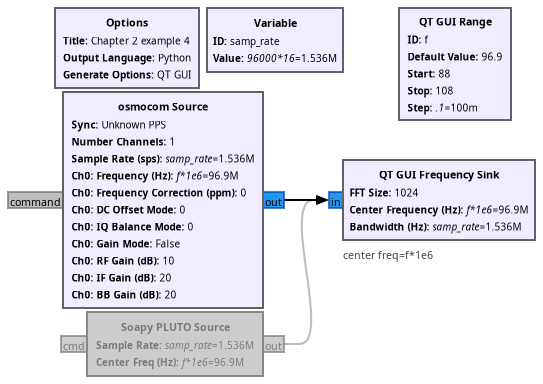 Options
Title: Chapter 2 example 4
Output Language: Python
Generate Options: QT GUI
Variable
ID: samp_rate
Value: 96000*16=1.536M
QT GUI Range
ID: f
Default Value: 96.9
Start: 88
Stop: 108
Step: .1=100m
osmocom Source
Sync: Unknown PPS
Number Channels: 1
Sample Rate (sps): samp_rate=1.536M
Ch0: Frequency (Hz): f*1e6=96.9M
Ch0: Frequency Correction (ppm): 0
Ch0: DC Offset Mode: 0
Ch0: IQ Balance Mode: 0
Ch0: Gain Mode: False
Ch0: RF Gain (dB): 10
Ch0: IF Gain (dB): 20
Ch0: BB Gain (dB): 20
command
out
in
QT GUI Frequency Sink
FFT Size: 1024
Center Frequency (Hz): f*1e6=96.9M
Bandwidth (Hz): samp_rate=1.536M
center freq=f*1e6
Soapy PLUTO Source
Sample Rate: samp_rate=1.536M
Center Freq (Hz): f*1e6=96.9M
cmd
out